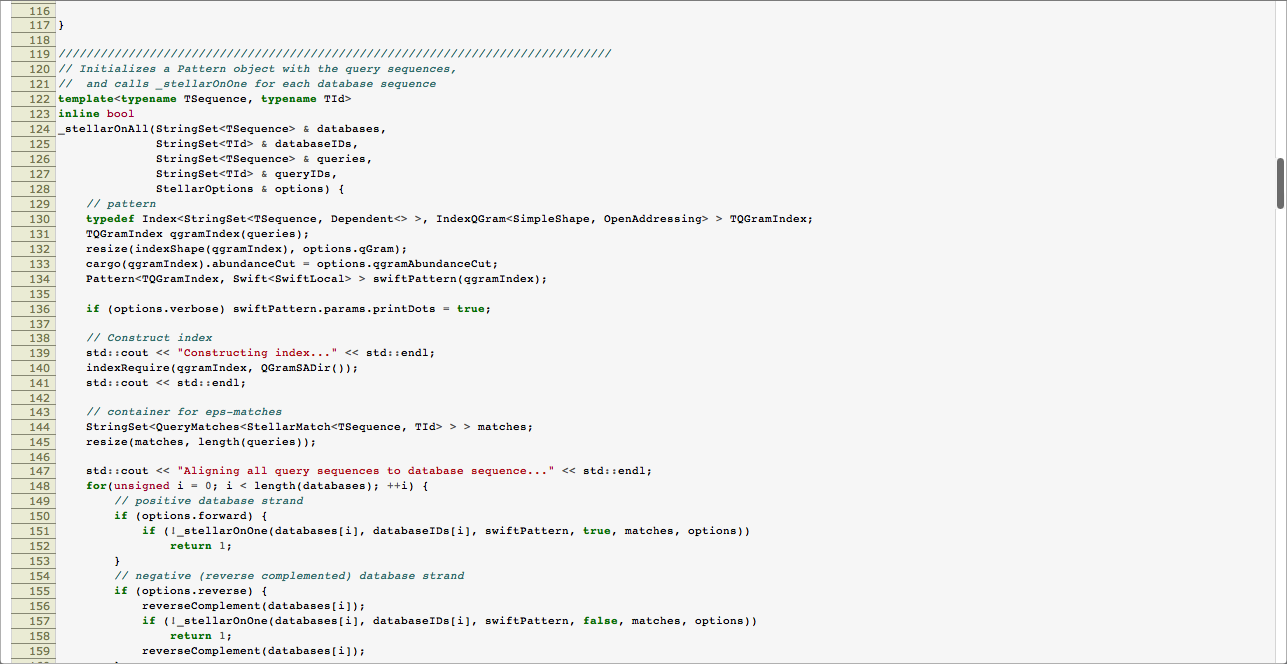 116
117 }
118
119 ///////////////////////////////////////////////////////////////////////////////
120 // Initializes a Pattern object with the query sequences,
121 //  and calls _stellarOnOne for each database sequence
122 template<typename TSequence, typename TId>
123 inline bool
124 _stellarOnAll(StringSet<TSequence> & databases,
125               StringSet<TId> & databaseIDs,
126               StringSet<TSequence> & queries,
127               StringSet<TId> & queryIDs,
128               StellarOptions & options) {
129     // pattern
130     typedef Index<StringSet<TSequence, Dependent<> >, IndexQGram<SimpleShape, OpenAddressing> > TQGramIndex;
131     TQGramIndex qgramIndex(queries);
132     resize(indexShape(qgramIndex), options.qGram);
133     cargo(qgramIndex).abundanceCut = options.qgramAbundanceCut;
134     Pattern<TQGramIndex, Swift<SwiftLocal> > swiftPattern(qgramIndex);
135
136     if (options.verbose) swiftPattern.params.printDots = true;
137
138     // Construct index
139     std::cout << "Constructing index..." << std::endl;
140     indexRequire(qgramIndex, QGramSADir());
141     std::cout << std::endl;
142
143     // container for eps-matches
144     StringSet<QueryMatches<StellarMatch<TSequence, TId> > > matches;
145     resize(matches, length(queries));
146
147     std::cout << "Aligning all query sequences to database sequence..." << std::endl;
148     for(unsigned i = 0; i < length(databases); ++i) {
149         // positive database strand
150         if (options.forward) {
151             if (!_stellarOnOne(databases[i], databaseIDs[i], swiftPattern, true, matches, options))
152                 return 1;
153         }
154         // negative (reverse complemented) database strand
155         if (options.reverse) {
156             reverseComplement(databases[i]);
157             if (!_stellarOnOne(databases[i], databaseIDs[i], swiftPattern, false, matches, options))
158                 return 1;
159             reverseComplement(databases[i]);